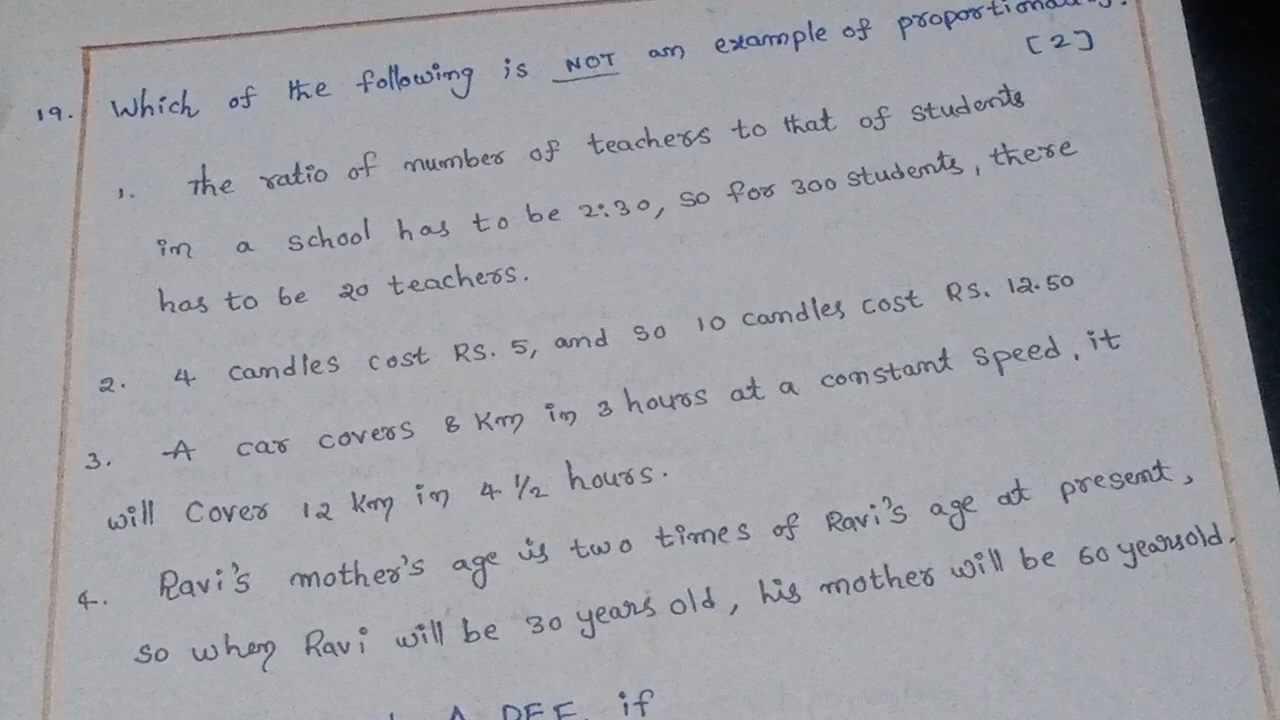 19. Which of the following is NOT an example of
[2]
1. The ratio of number of teachers to that of students
in a school has to be 2:30, so for 300 students, there
has to be 20 teachers.
2. 4 candles cost RS. 5, and so 10 candles cost RS. 12.50
3. A car covers 8 Km in 3 hours at a constant speed, it
will cover 12 Km in 4 1/2 hours.
4. Ravi's mother's age is two times of Ravi's age at present,
so when Ravi will be 30 years old, his mother will be 60 years old.
if